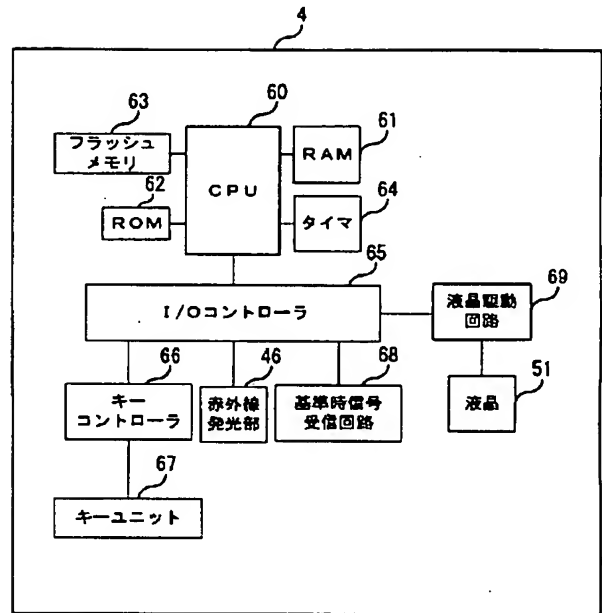 4
60
63
61
フラッシュ
メモリ
CPU
RAM
62
64
ROM
タイマ
65
69
I/Oコントローラ
液晶駆動
回路
66
46
68
51
キー
コントローラ
赤外線
発光部
基準時信号
受信回路
液晶
67
キーユニット